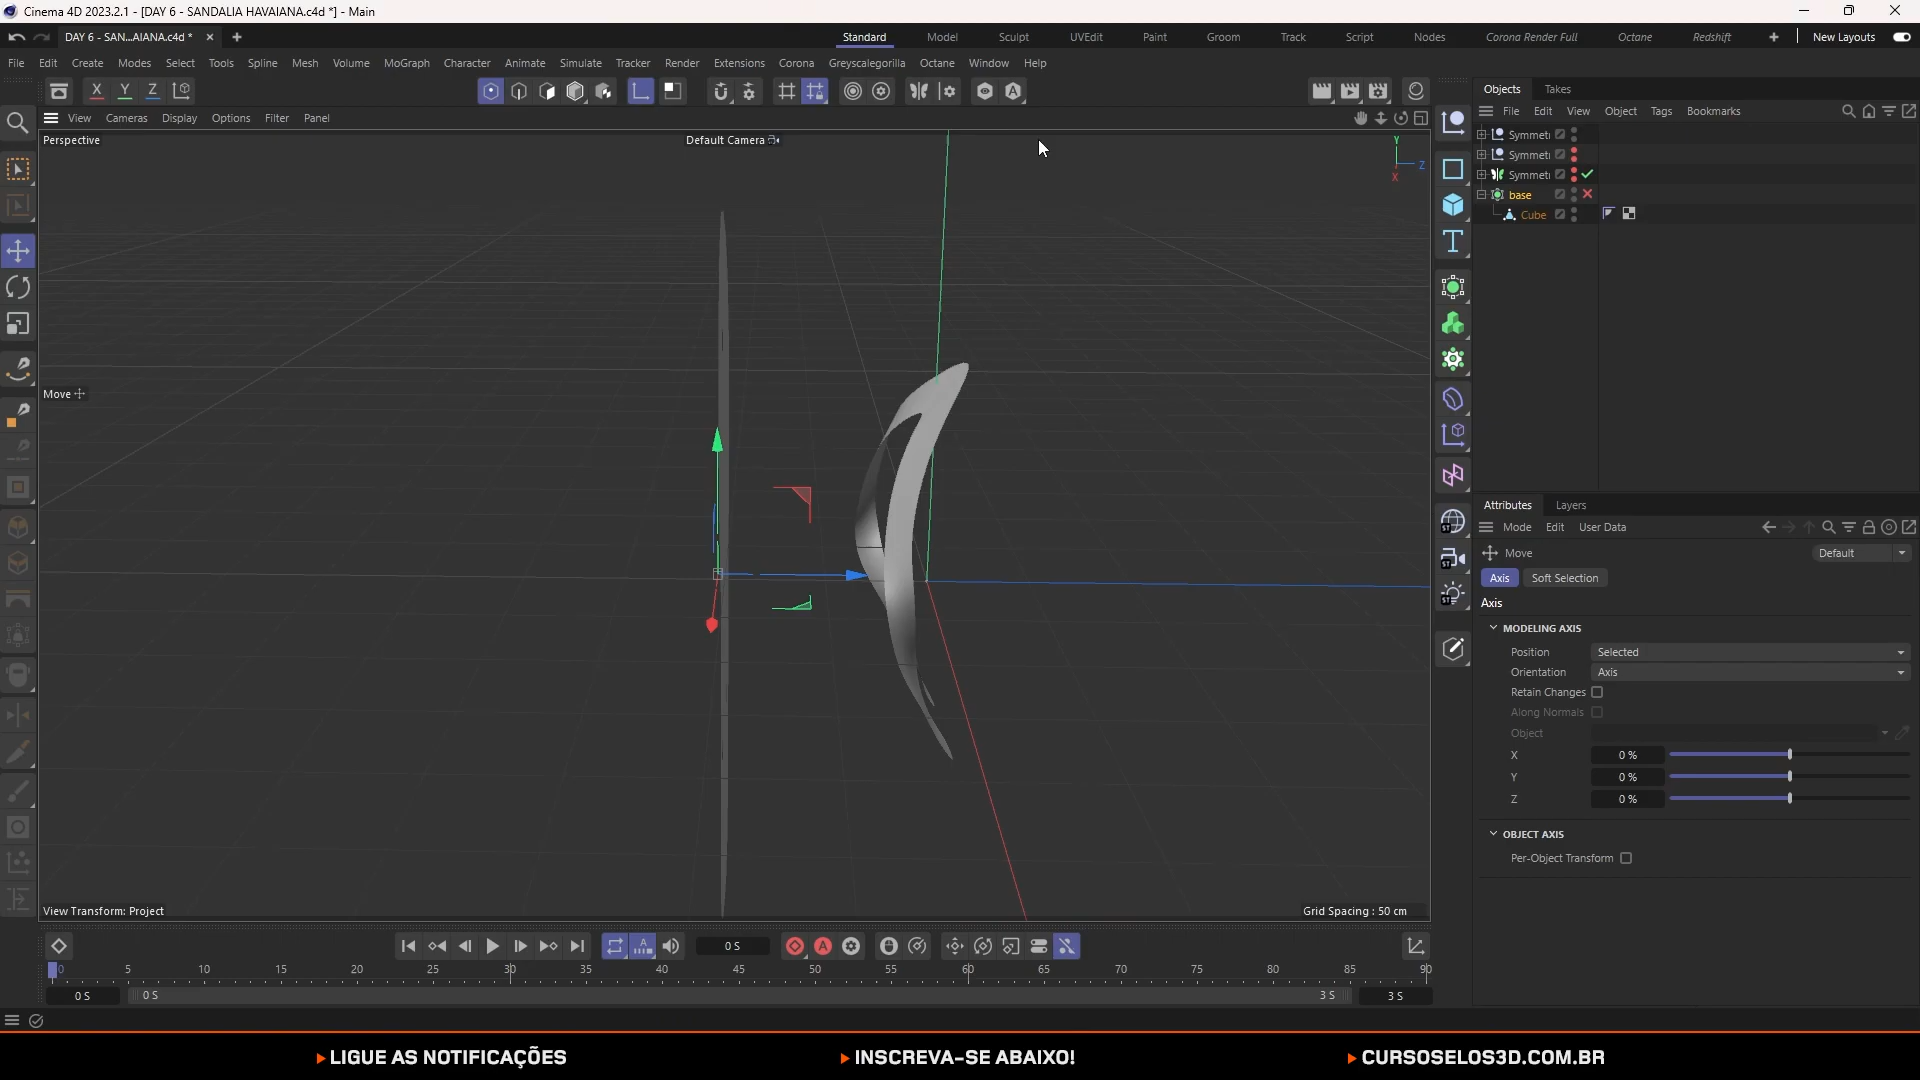 Cinema 4D 2023.2.1 - [DAY 6 - SANDALIA HAVAIANA.c4d *] - Main
DAY 6 - SAN...AIANA.c4d *
Standard Model Sculpt UVEdit Paint Groom Track Script Nodes Corona Render Full Octane Redshift New Layouts
File Edit Create Modes Select Tools Spline Mesh Volume MoGraph Character Animate Simulate Tracker Render Extensions Corona Greyscalegorilla Octane Window Help
X Y Z
Objects Takes
File Edit View Object Tags Bookmarks
View Cameras Display Options Filter Panel
Perspective
Default Camera
Y
Z
X
Symmeti
Symmeti
Symmeti
base
Cube
Move
Attributes Layers
Mode Edit User Data
Move
Default
Axis Soft Selection
Axis
MODELING AXIS
Position Selected
Orientation Axis
Retain Changes
Along Normals
Object
X 0 %
Y 0 %
Z 0 %
OBJECT AXIS
Per-Object Transform
View Transform: Project
Grid Spacing : 50 cm
0 S
0 5 10 15 20 25 30 35 40 45 50 55 60 65 70 75 80 85 90
0 S 0 S 3 S 3 S
LIGUE AS NOTIFICAÇÕES
INSCREVA-SE ABAIXO!
CURSOSELOS3D.COM.BR